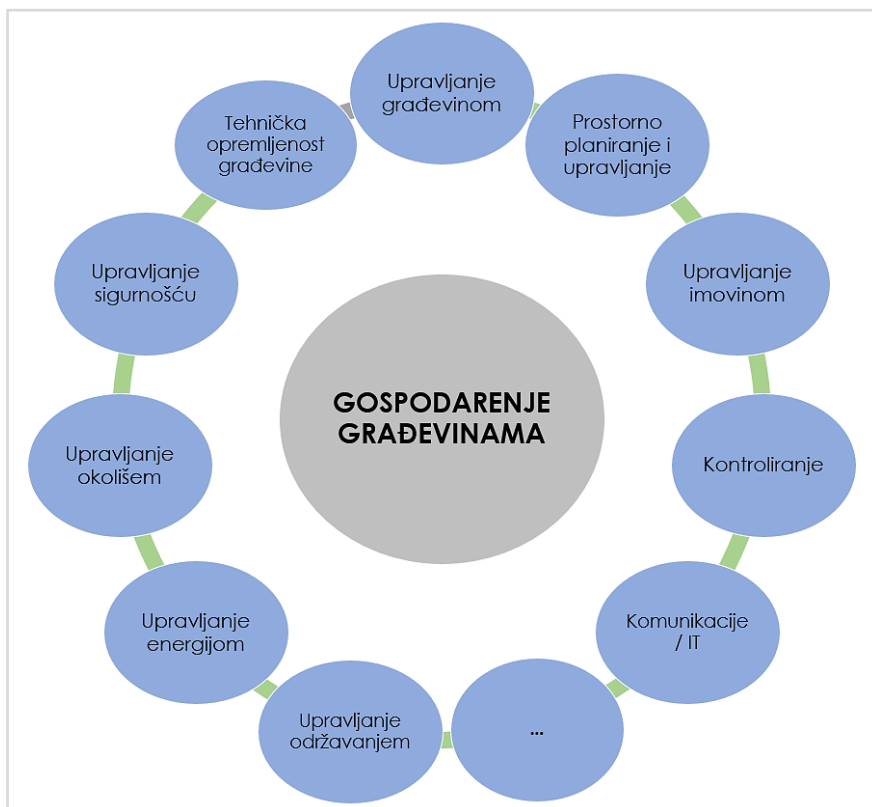 Upravljanje
građevinom
Prostorno
planiranje i
upravljanje
Upravljanje
imovinom
Kontroliranje
Komunikacije
/ IT
...
Upravljanje
održavanjem
Upravljanje
energijom
Upravljanje
okolišem
Upravljanje
sigurnošću
Tehnička
opremljenost
građevine
GOSPODARENJE
GRAĐEVINAMA